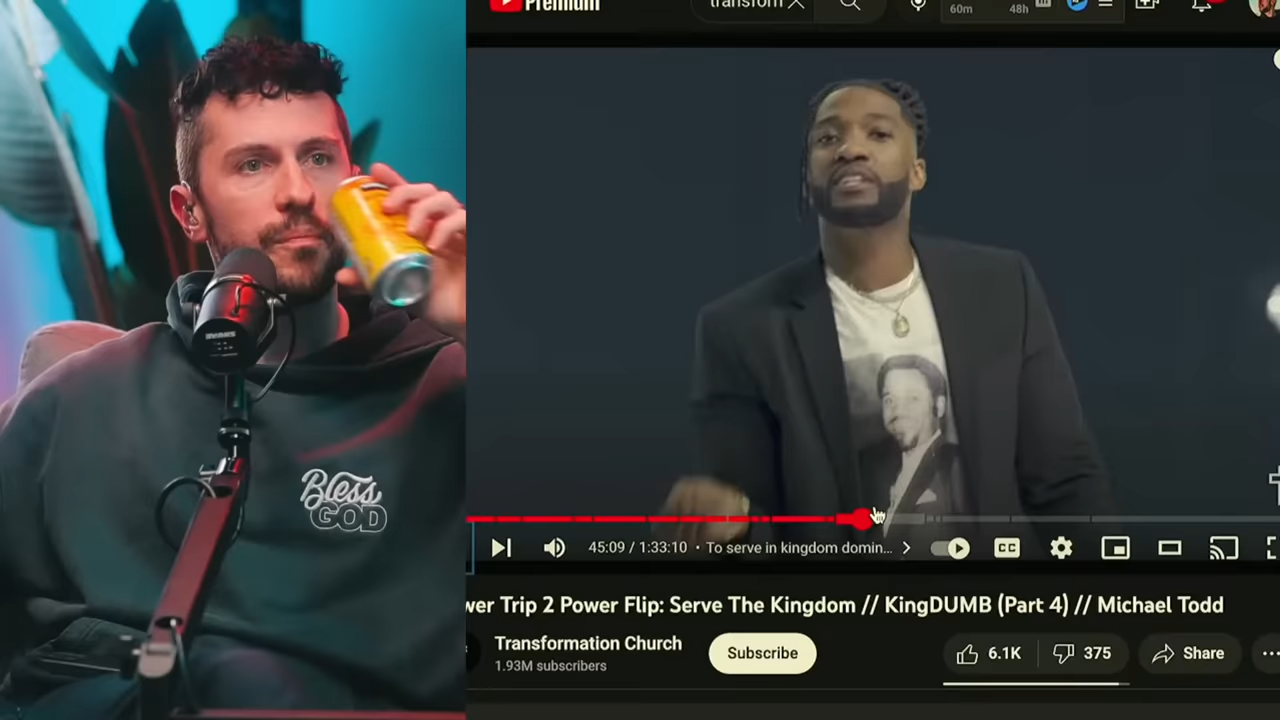 Premium
transform
60m
48h
Bless
GOD
45:09 / 1:33:10 • To serve in kingdom domin...
CC
wer Trip 2 Power Flip: Serve The Kingdom // KingDUMB (Part 4) // Michael Todd
Transformation Church
1.93M subscribers
Subscribe
6.1K
375
Share